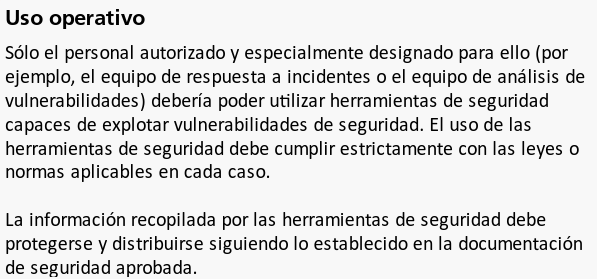 Uso operativo
Sólo el personal autorizado y especialmente designado para ello (por
ejemplo, el equipo de respuesta a incidentes o el equipo de análisis de
vulnerabilidades) debería poder utilizar herramientas de seguridad
capaces de explotar vulnerabilidades de seguridad. El uso de las
herramientas de seguridad debe cumplir estrictamente con las leyes o
normas aplicables en cada caso.
La información recopilada por las herramientas de seguridad debe
protegerse y distribuirse siguiendo lo establecido en la documentación
de seguridad aprobada.